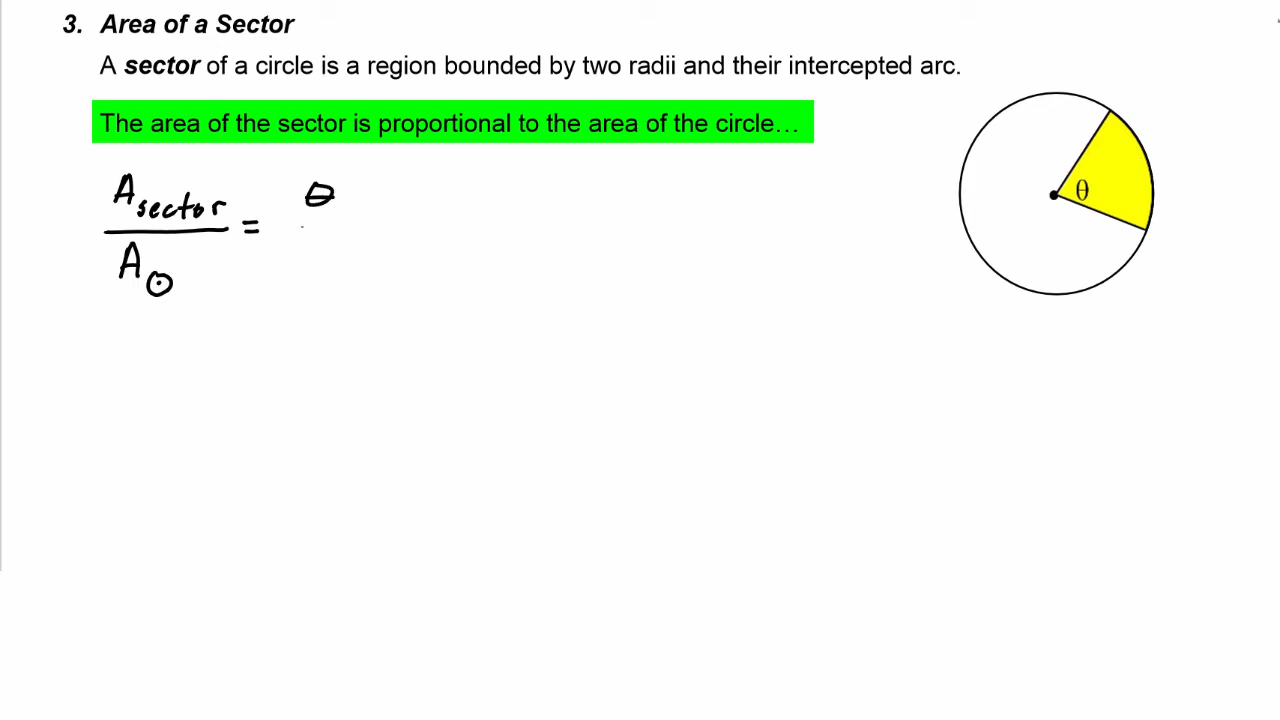 3. Area of a Sector
A sector of a circle is a region bounded by two radii and their intercepted arc.
The area of the sector is proportional to the area of the circle…
A sector / A⊙ = θ
θ